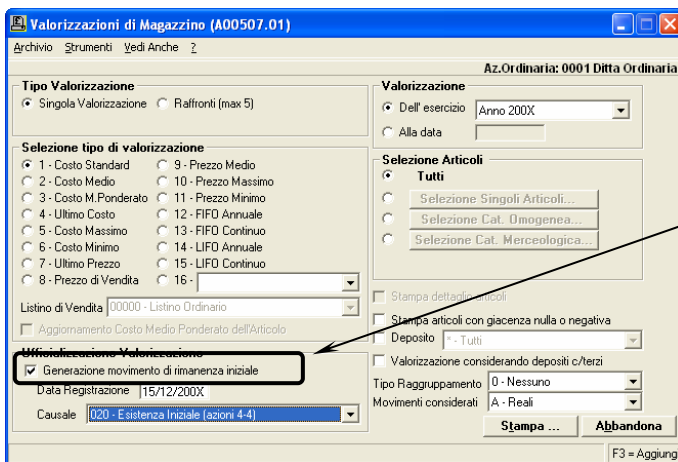 Valorizzazioni di Magazzino (A00507.01)
Archivio Strumenti Vedi Anche ?
Az.Ordinaria: 0001 Ditta Ordinaria
Tipo Valorizzazione
Singola Valorizzazione Raffronti (max 5)
Selezione tipo di valorizzazione
1 - Costo Standard
2 - Costo Medio
3 - Costo M.Ponderato
4 - Ultimo Costo
5 - Costo Massimo
6 - Costo Minimo
7 - Ultimo Prezzo
8 - Prezzo di Vendita
9 - Prezzo Medio
10 - Prezzo Massimo
11 - Prezzo Minimo
12 - FIFO Annuale
13 - FIFO Continuo
14 - LIFO Annuale
15 - LIFO Continuo
16 -
Listino di Vendita 00000 - Listino Ordinario
Aggiornamento Costo Medio Ponderato dell'Articolo
Ufficializzazione Valorizzazione
Generazione movimento di rimanenza iniziale
Data Registrazione 15/12/200X
Causale 020 - Esistenza Iniziale (azioni 4-4)
Valorizzazione
Dell' esercizio Anno 200X
Alla data
Selezione Articoli
Tutti
Selezione Singoli Articoli...
Selezione Cat. Omogenea...
Selezione Cat. Merceologica...
Stampa dettaglio articoli
Stampa articoli con giacenza nulla o negativa
Deposito * - Tutti
Valorizzazione considerando depositi c/terzi
Tipo Raggruppamento 0 - Nessuno
Movimenti considerati A - Reali
Stampa ... Abbandona
F3 = Aggiung